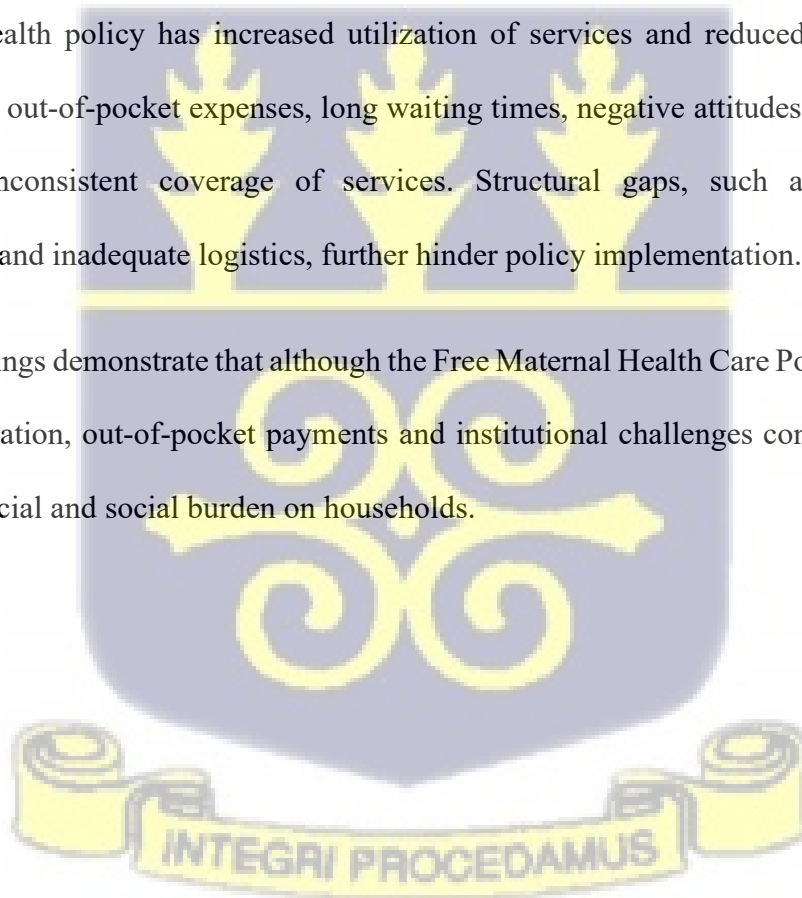 ealth policy has increased utilization of services and reduced
out-of-pocket expenses, long waiting times, negative attitudes
nconsistent coverage of services. Structural gaps, such a
and inadequate logistics, further hinder policy implementation.
ings demonstrate that although the Free Maternal Health Care Po
ation, out-of-pocket payments and institutional challenges con
cial and social burden on households.
INTEGRI PROCEDAMUS